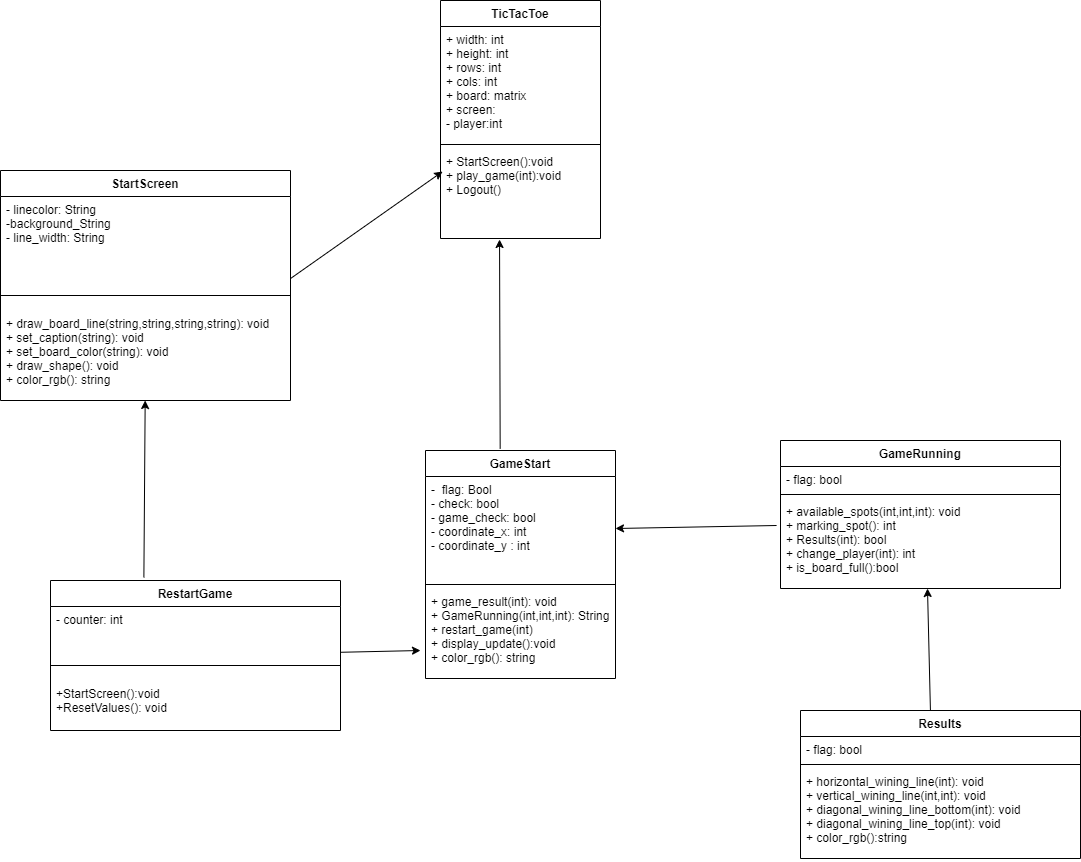 TicTacToe
+ width: int
+ height: int
+ rows: int
+ cols: int
+ board: matrix
+ screen:
- player:int
+ StartScreen():void
+ play_game(int):void
+ Logout()
StartScreen
- linecolor: String
-background_String
- line_width: String
+ draw_board_line(string,string,string,string): void
+ set_caption(string): void
+ set_board_color(string): void
+ draw_shape(): void
+ color_rgb(): string
GameStart
- flag: Bool
- check: bool
- game_check: bool
- coordinate_x: int
- coordinate_y : int
+ game_result(int): void
+ GameRunning(int,int,int): String
+ restart_game(int)
+ display_update():void
+ color_rgb(): string
GameRunning
- flag: bool
+ available_spots(int,int,int): void
+ marking_spot(): int
+ Results(int): bool
+ change_player(int): int
+ is_board_full():bool
RestartGame
- counter: int
+StartScreen():void
+ResetValues(): void
Results
- flag: bool
+ horizontal_wining_line(int): void
+ vertical_wining_line(int,int): void
+ diagonal_wining_line_bottom(int): void
+ diagonal_wining_line_top(int): void
+ color_rgb():string